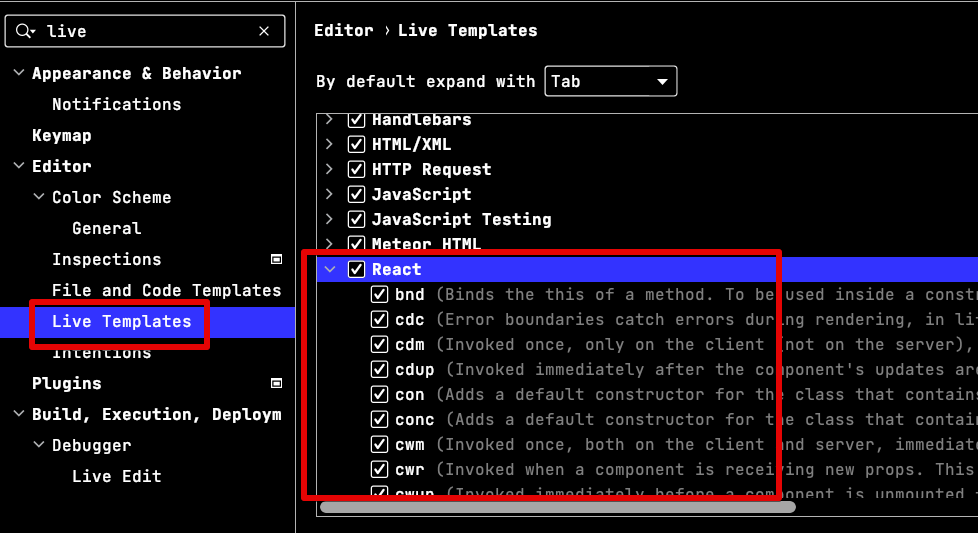 live
Appearance & Behavior
Notifications
Keymap
Editor
Color Scheme
General
Inspections
File and Code Templates
Live Templates
Intentions
Plugins
Build, Execution, Deploym
Debugger
Live Edit
Editor › Live Templates
By default expand with Tab
Handlebars
HTML/XML
HTTP Request
JavaScript
JavaScript Testing
Meteor HTML
React
bnd (Binds the this of a method. To be used inside a constr
cdc (Error boundaries catch errors during rendering, in lif
cdm (Invoked once, only on the client (not on the server),
cdup (Invoked immediately after the component's updates are
con (Adds a default constructor for the class that contains
conc (Adds a default constructor for the class that contain
cwm (Invoked once, both on the client and server, immediate
cwr (Invoked when a component is receiving new props. This
cwun (Invoked immediately before a component is unmounted f